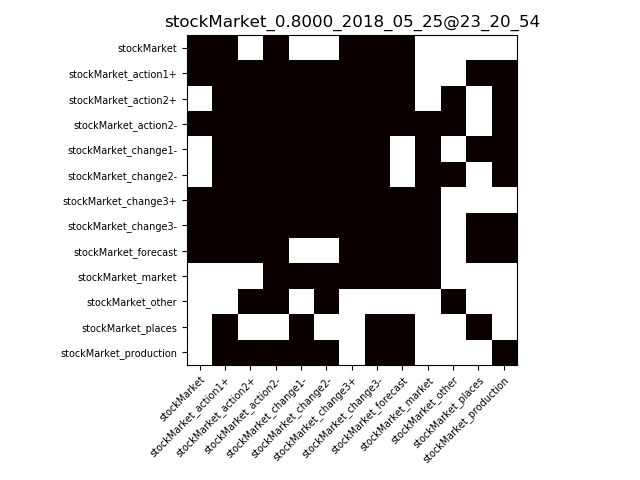 stockMarket_0.8000_2018_05_25@23_20_54
stockMarket
stockMarket_action1+
stockMarket_action2+
stockMarket_action2-
stockMarket_change1-
stockMarket_change2-
stockMarket_change3+
stockMarket_change3-
stockMarket_forecast
stockMarket_market
stockMarket_other
stockMarket_places
stockMarket_production
stockMarket
stockMarket_action1+
stockMarket_action2+
stockMarket_action2-
stockMarket_change1-
stockMarket_change2-
stockMarket_change3+
stockMarket_change3-
stockMarket_forecast
stockMarket_market
stockMarket_other
stockMarket_places
stockMarket_production